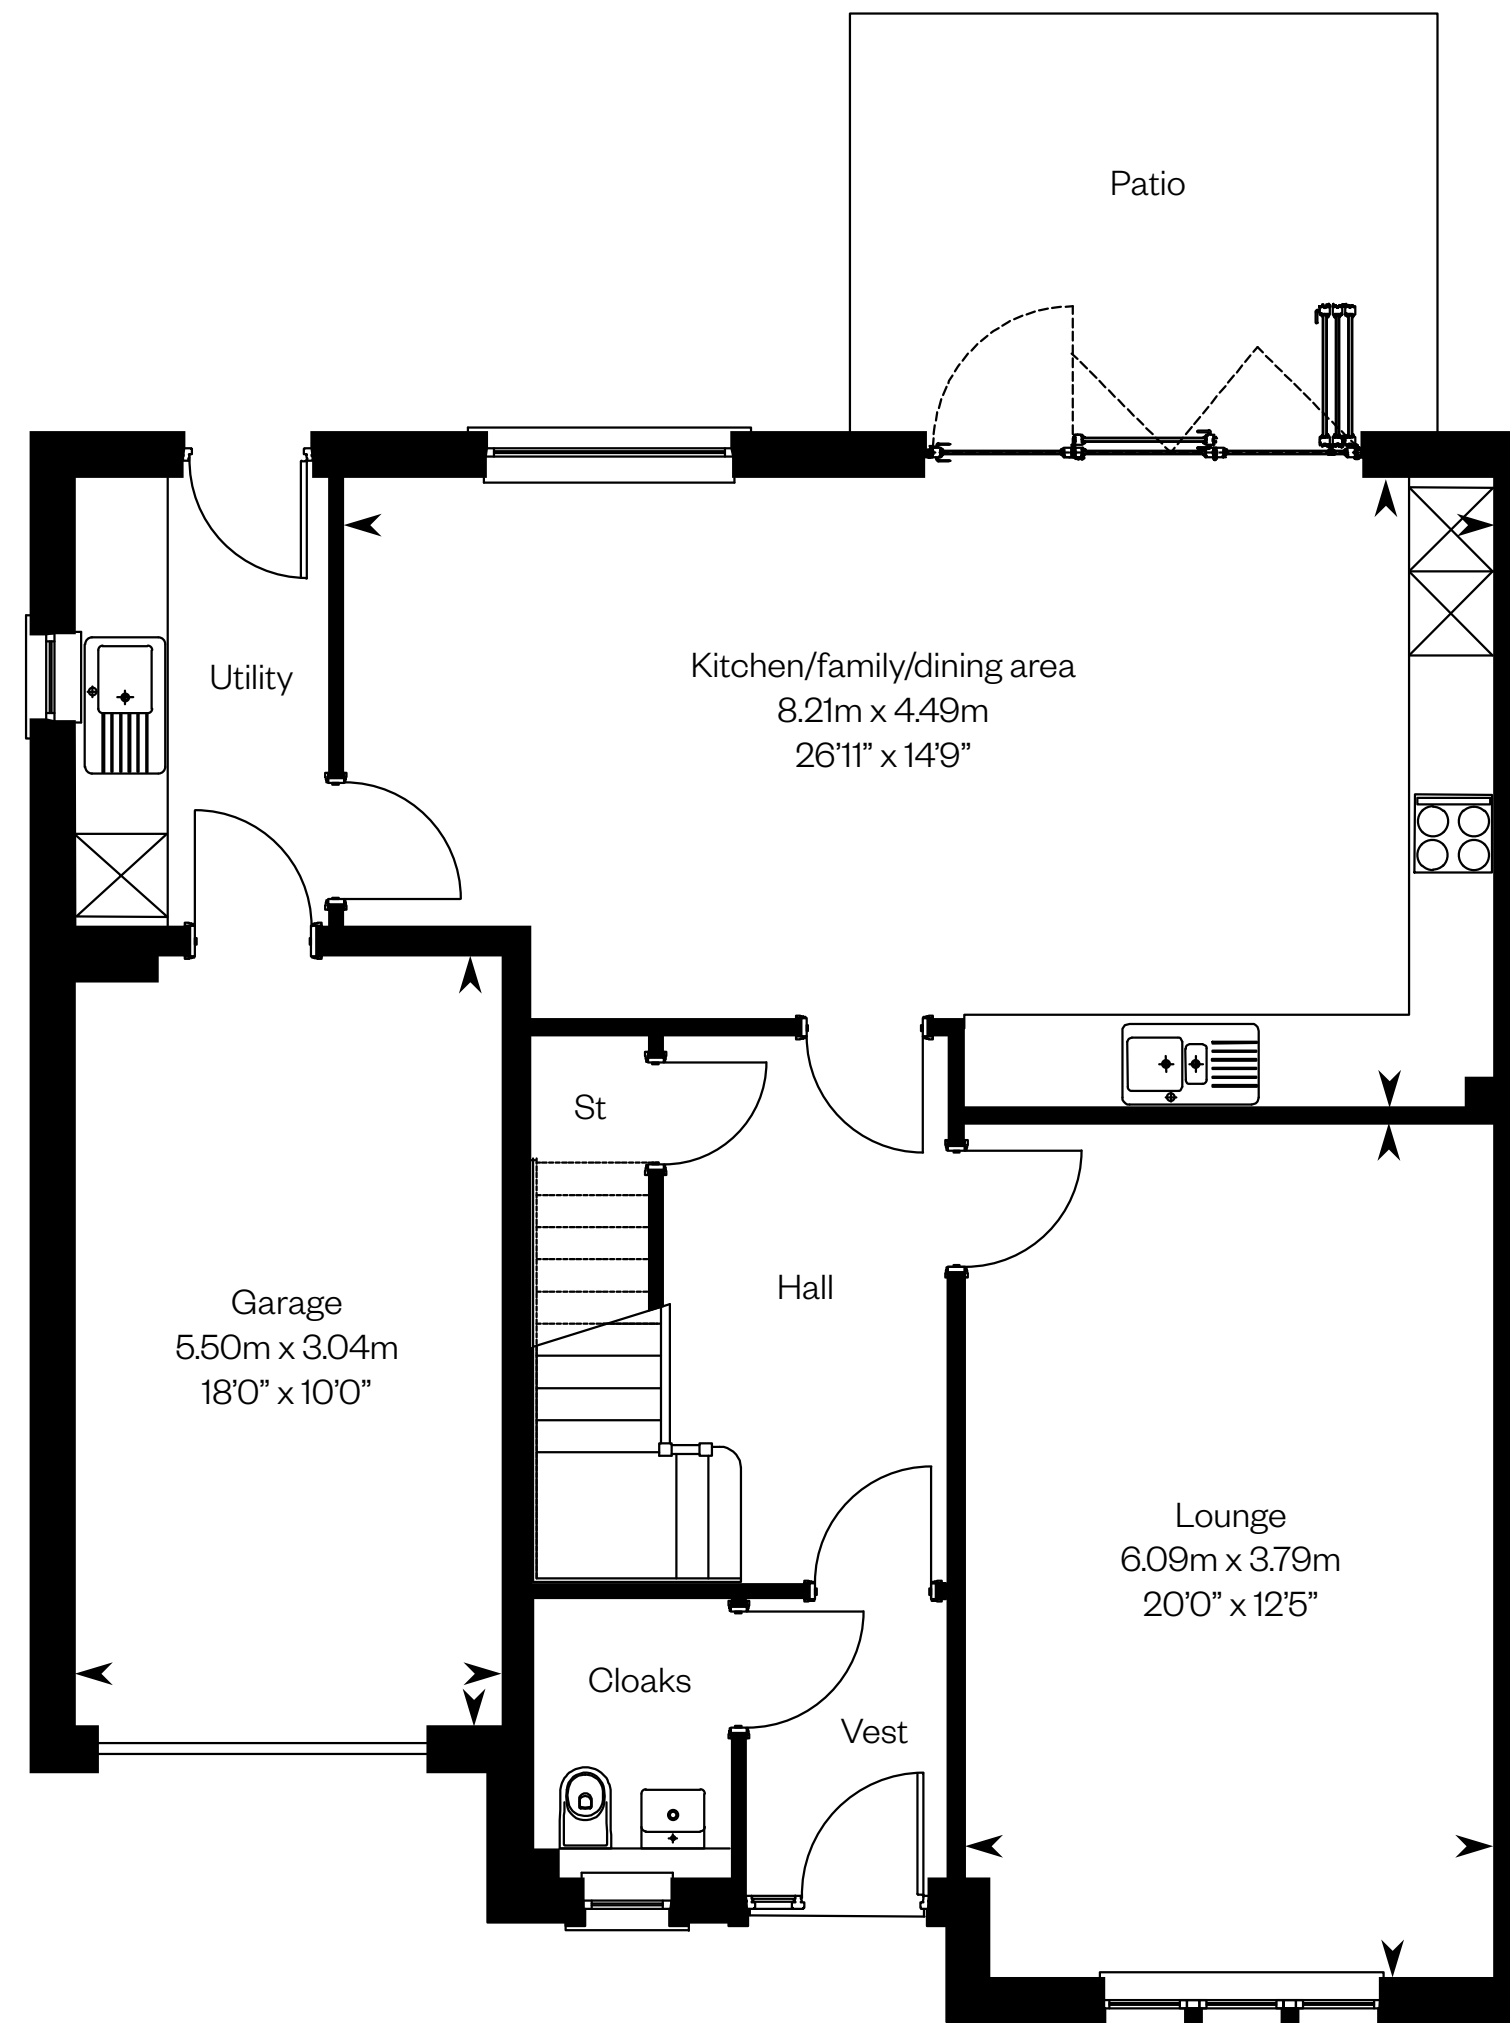 Patio
Utility
Kitchen/family/dining area
8.21m x 4.49m
26’11” x 14’9”
St
Hall
Garage
5.50m x 3.04m
18’0” x 10’0”
Lounge
6.09m x 3.79m
20’0” x 12’5”
Cloaks
Vest